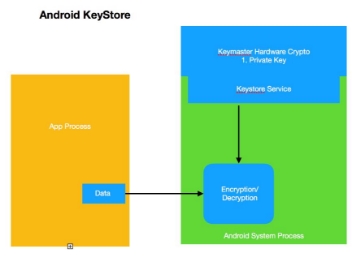 Android KeyStore
Keymaster Hardware Crypto
1. Private Key
Keystore Service
App Process
Data
Encryption/
Decryption
Android System Process